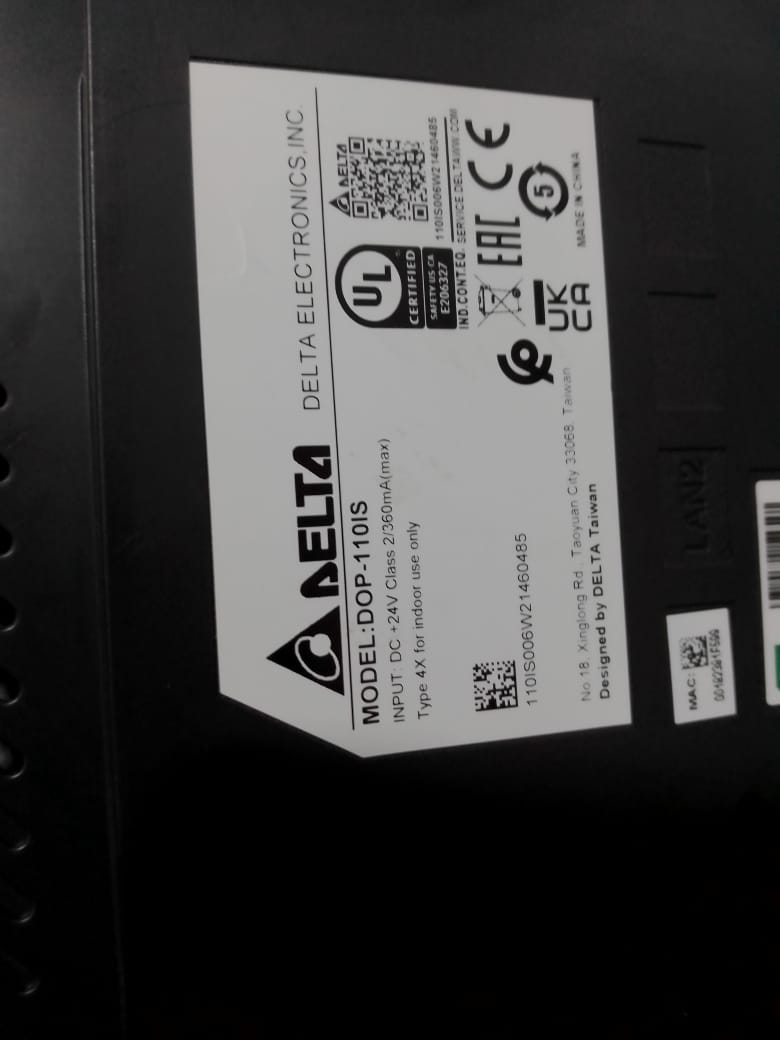 DELTA DELTA ELECTRONICS, INC.
MODEL:DOP-110IS
INPUT: DC +24V Class 2/360mA(max)
Type 4X for indoor use only
110IS006W21460485
No 18, Xinglong Rd., Taoyuan City 33068, Taiwan
Designed by DELTA Taiwan
UL
CERTIFIED
SAFETY US CA
E206327
IND.CONT.EQ.
DELTA
110IS006W21460485
SERVICE.DELTAWW.COM
EAC CE
UK
CA
5
MADE IN CHINA
LAN2
MAC: